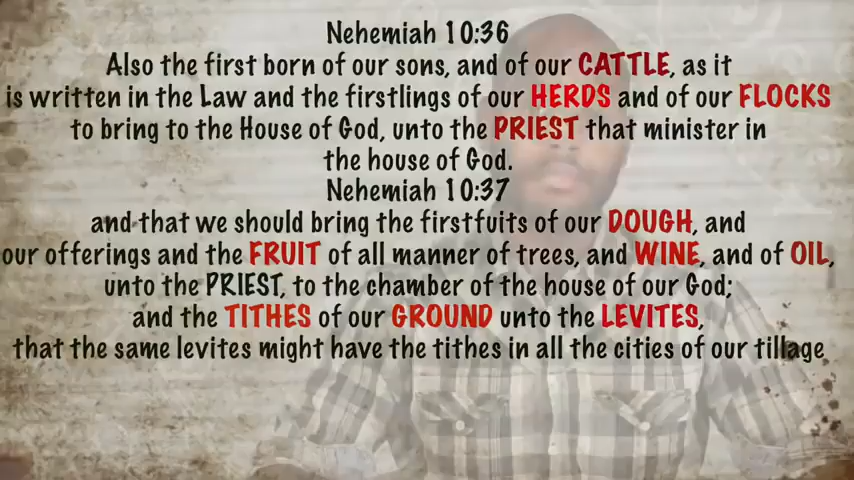 Nehemiah 10:36
Also the first born of our sons, and of our CATTLE, as it
is written in the Law and the firstlings of our HERDS and of our FLOCKS
to bring to the House of God, unto the PRIEST that minister in
the house of God.
Nehemiah 10:37
and that we should bring the firstfuits of our DOUGH, and
our offerings and the FRUIT of all manner of trees, and WINE, and of OIL,
unto the PRIEST, to the chamber of the house of our God;
and the TITHES of our GROUND unto the LEVITES,
that the same levites might have the tithes in all the cities of our tillage